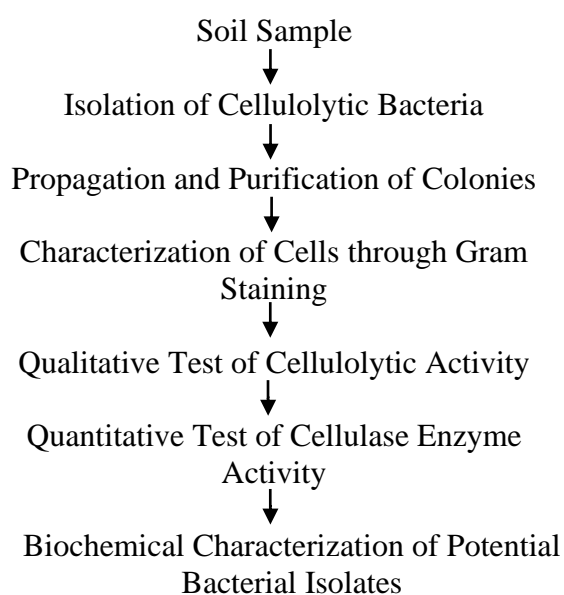 Soil Sample
Isolation of Cellulolytic Bacteria
Propagation and Purification of Colonies
Characterization of Cells through Gram
Staining
Qualitative Test of Cellulolytic Activity
Quantitative Test of Cellulase Enzyme
Activity
Biochemical Characterization of Potential
Bacterial Isolates